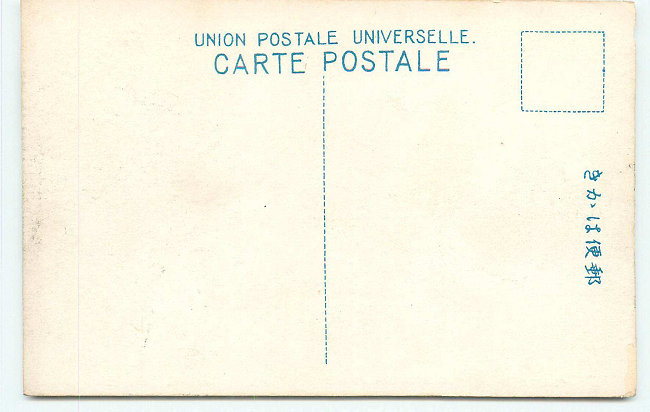 UNION POSTALE UNIVERSELLE.
CARTE POSTALE
郵便はがき